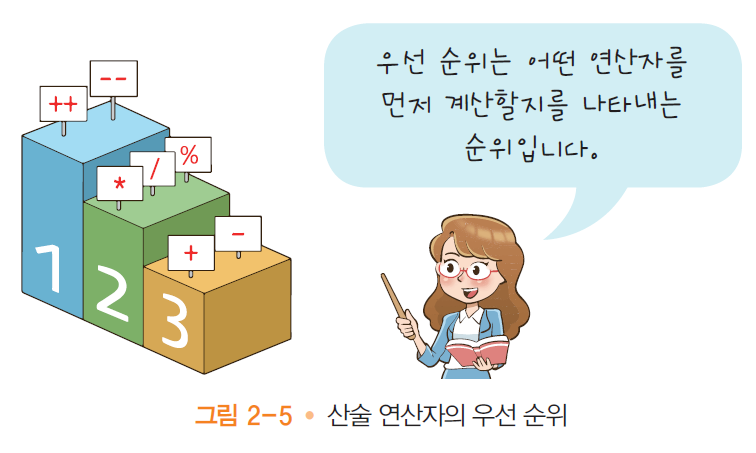 우선 순위는 어떤 연산자를
먼저 계산할지를 나타내는
순위입니다.
++ --
* / %
+ -
1 2 3
그림 2-5 • 산술 연산자의 우선 순위